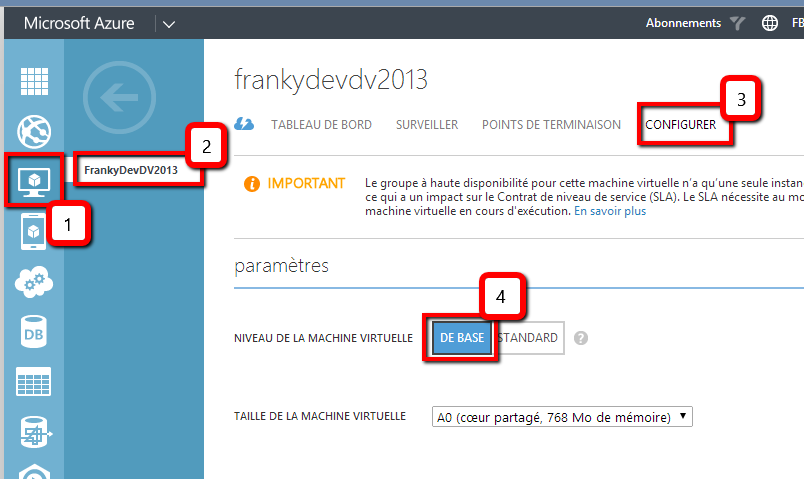 Microsoft Azure
Abonnements
FB
frankydevdv2013
3
TABLEAU DE BORD SURVEILLER POINTS DE TERMINAISON CONFIGURER
2
FrankyDevDV2013
1
IMPORTANT
Le groupe à haute disponibilité pour cette machine virtuelle n'a qu'une seule instan
ce qui a un impact sur le Contrat de niveau de service (SLA). Le SLA nécessite au mo
machine virtuelle en cours d'exécution. En savoir plus
paramètres
4
NIVEAU DE LA MACHINE VIRTUELLE DE BASE STANDARD ?
TAILLE DE LA MACHINE VIRTUELLE A0 (cœur partagé, 768 Mo de mémoire)
DB